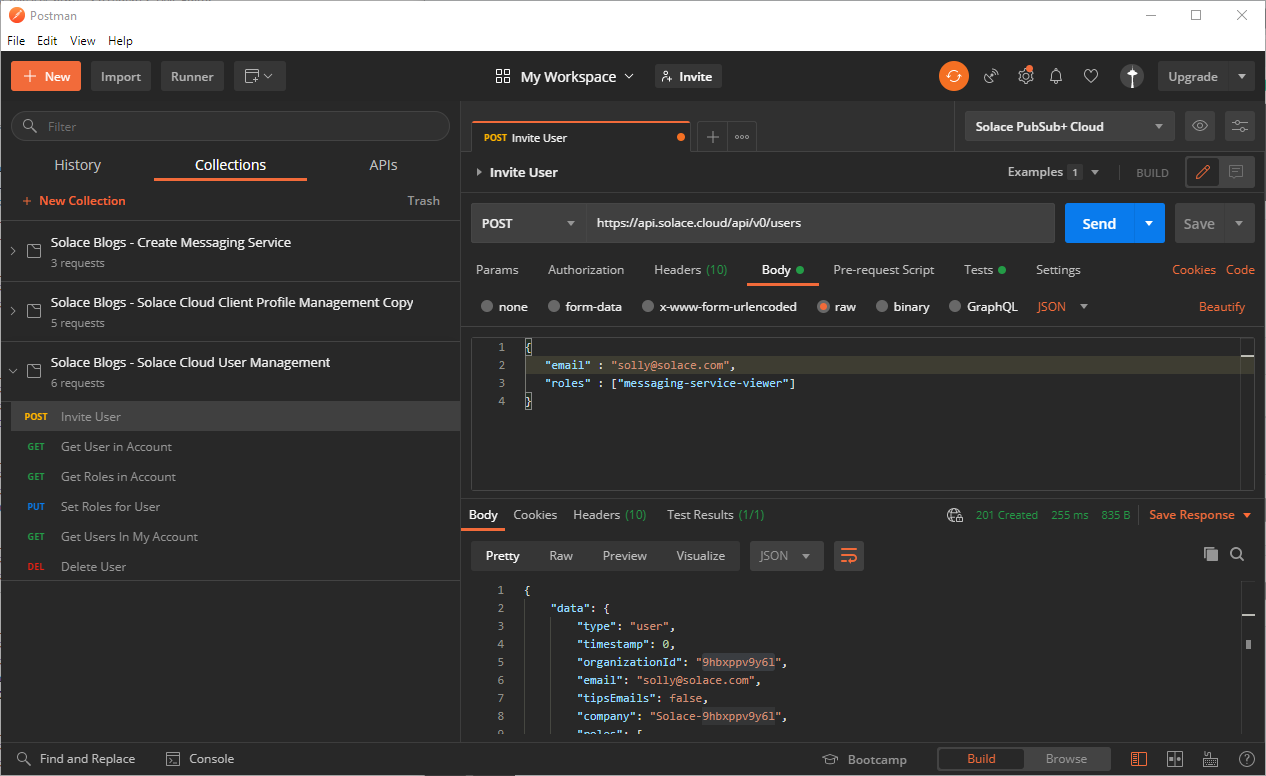 Postman
File Edit View Help
New Import Runner My Workspace Invite Upgrade
Filter
History Collections APIs
+ New Collection Trash
Solace Blogs - Create Messaging Service
3 requests
Solace Blogs - Solace Cloud Client Profile Management Copy
5 requests
Solace Blogs - Solace Cloud User Management
6 requests
POST Invite User
GET Get User in Account
GET Get Roles in Account
PUT Set Roles for User
GET Get Users In My Account
DEL Delete User
POST Invite User
Solace PubSub+ Cloud
Invite User Examples 1 BUILD
POST https://api.solace.cloud/api/v0/users Send Save
Params Authorization Headers (10) Body Pre-request Script Tests Settings Cookies Code
none form-data x-www-form-urlencoded raw binary GraphQL JSON Beautify
1 {
2 "email" : "solly@solace.com",
3 "roles" : ["messaging-service-viewer"]
4 }
Body Cookies Headers (10) Test Results (1/1) 201 Created 255 ms 835 B Save Response
Pretty Raw Preview Visualize JSON
1 {
2 "data": {
3 "type": "user",
4 "timestamp": 0,
5 "organizationId": "9hbxppv9y6l",
6 "email": "solly@solace.com",
7 "tipsEmails": false,
8 "company": "Solace-9hbxppv9y6l",
9 "roles": [
Find and Replace Console Bootcamp Build Browse